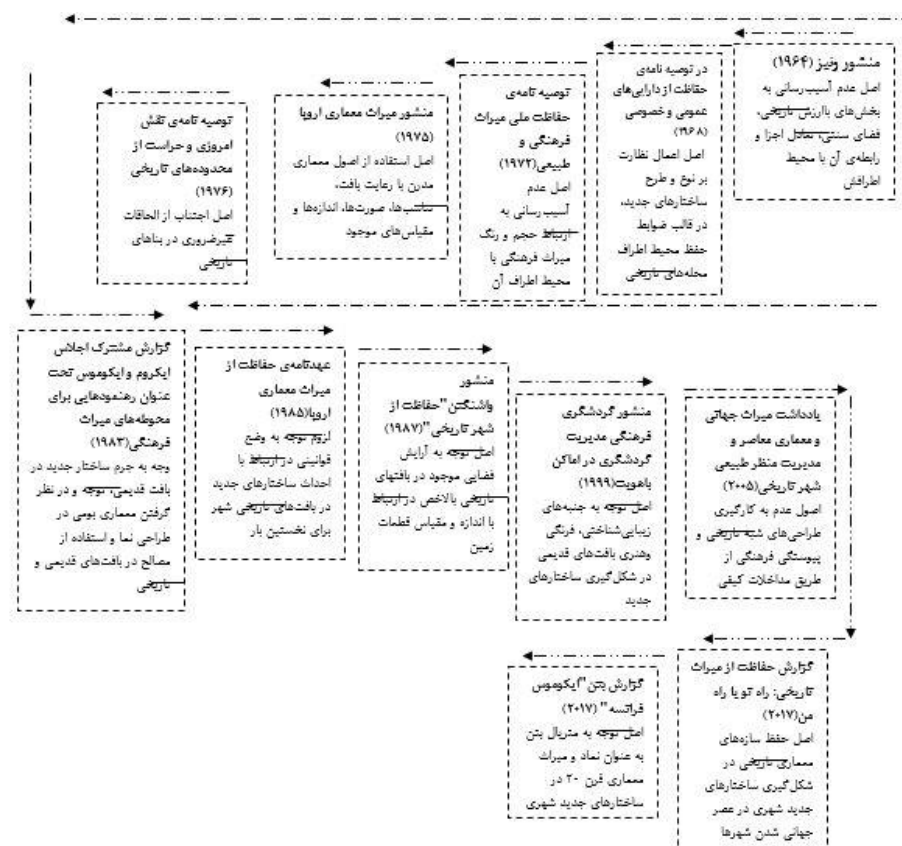 منشور ونیز (۱۹۶۴)
اصل عدم آسیب‌رسانی به
بخش‌های باارزش تاریخی،
فضای سنتی، تعادل اجزا و
رابطه‌ی آن با محیط
اطرافش
در توصیه نامه‌ی
حفاظت از دارایی‌های
عمومی و خصوصی
(۱۹۶۸)
اصل اعمال نظارت
بر نوع و طرح
ساختارهای جدید،
در قالب ضوابط
حفظ محیط اطراف
محله‌های تاریخی
توصیه نامه‌ی
حفاظت ملی میراث
فرهنگی و
طبیعی(۱۹۷۲)
اصل عدم
آسیب‌رسانی به
ارتباط حجم و رنگ
میراث فرهنگی با
محیط اطراف آن
منشور میراث معماری اروپا
(۱۹۷۵)
اصل استفاده از اصول معماری
مدرن با رعایت بافت،
تناسب‌ها، صورت‌ها، اندازه‌ها و
مقیاس‌های موجود
توصیه نامه‌ی نقش
امروزی و حراست از
محدوده‌های تاریخی
(۱۹۷۶)
اصل اجتناب از الحاقات
غیرضروری در بناهای
تاریخی
گزارش مشترک اجلاس
ایکروم و ایکوموس تحت
عنوان رهنمودهایی برای
محوطه‌های میراث
فرهنگی(۱۹۸۳)
وجه به جرم ساختار جدید در
بافت قدیمی، توجه و در نظر
گرفتن معماری بومی در
طراحی نما و استفاده از
مصالح در بافت‌های قدیمی و
تاریخی
عهدنامه‌ی حفاظت از
میراث معماری
اروپا(۱۹۸۵)
لزوم توجه به وضع
قوانینی در ارتباط با
احداث ساختارهای جدید
در بافت‌های تاریخی شهر
برای نخستین بار
منشور
واشنگتن"حفاظت از
شهر تاریخی"(۱۹۸۷)
اصل توجه به آرایش
فضایی موجود در بافتهای
تاریخی بالاخص در ارتباط
با اندازه و مقیاس قطعات
زمین
منشور گردشگری
فرهنگی مدیریت
گردشگری در اماکن
باهویت(۱۹۹۹)
اصل توجه به جنبه‌های
زیبایی‌شناختی، فرنگی
وهنری بافت‌های قدیمی
در شکل‌گیری ساختارهای
جدید
یادداشت میراث جهانی
و معماری معاصر و
مدیریت منظر طبیعی
شهر تاریخی(۲۰۰۵)
اصول عدم به کارگیری
طراحی‌های شبه تاریخی و
پیوستگی فرهنگی از
طریق مداخلات کیفی
گزارش حفاظت از میراث
تاریخی: راه تو یا راه
من(۲۰۱۷)
اصل حفظ سازه‌های
معماری تاریخی در
شکل‌گیری ساختارهای
جدید شهری در عصر
جهانی شدن شهرها
گزارش بتن"ایکوموس
فرانسه" (۲۰۱۷)
اصل توجه به متریال بتن
به عنوان نماد و میراث
معماری قرن ۲۰ در
ساختارهای جدید شهری